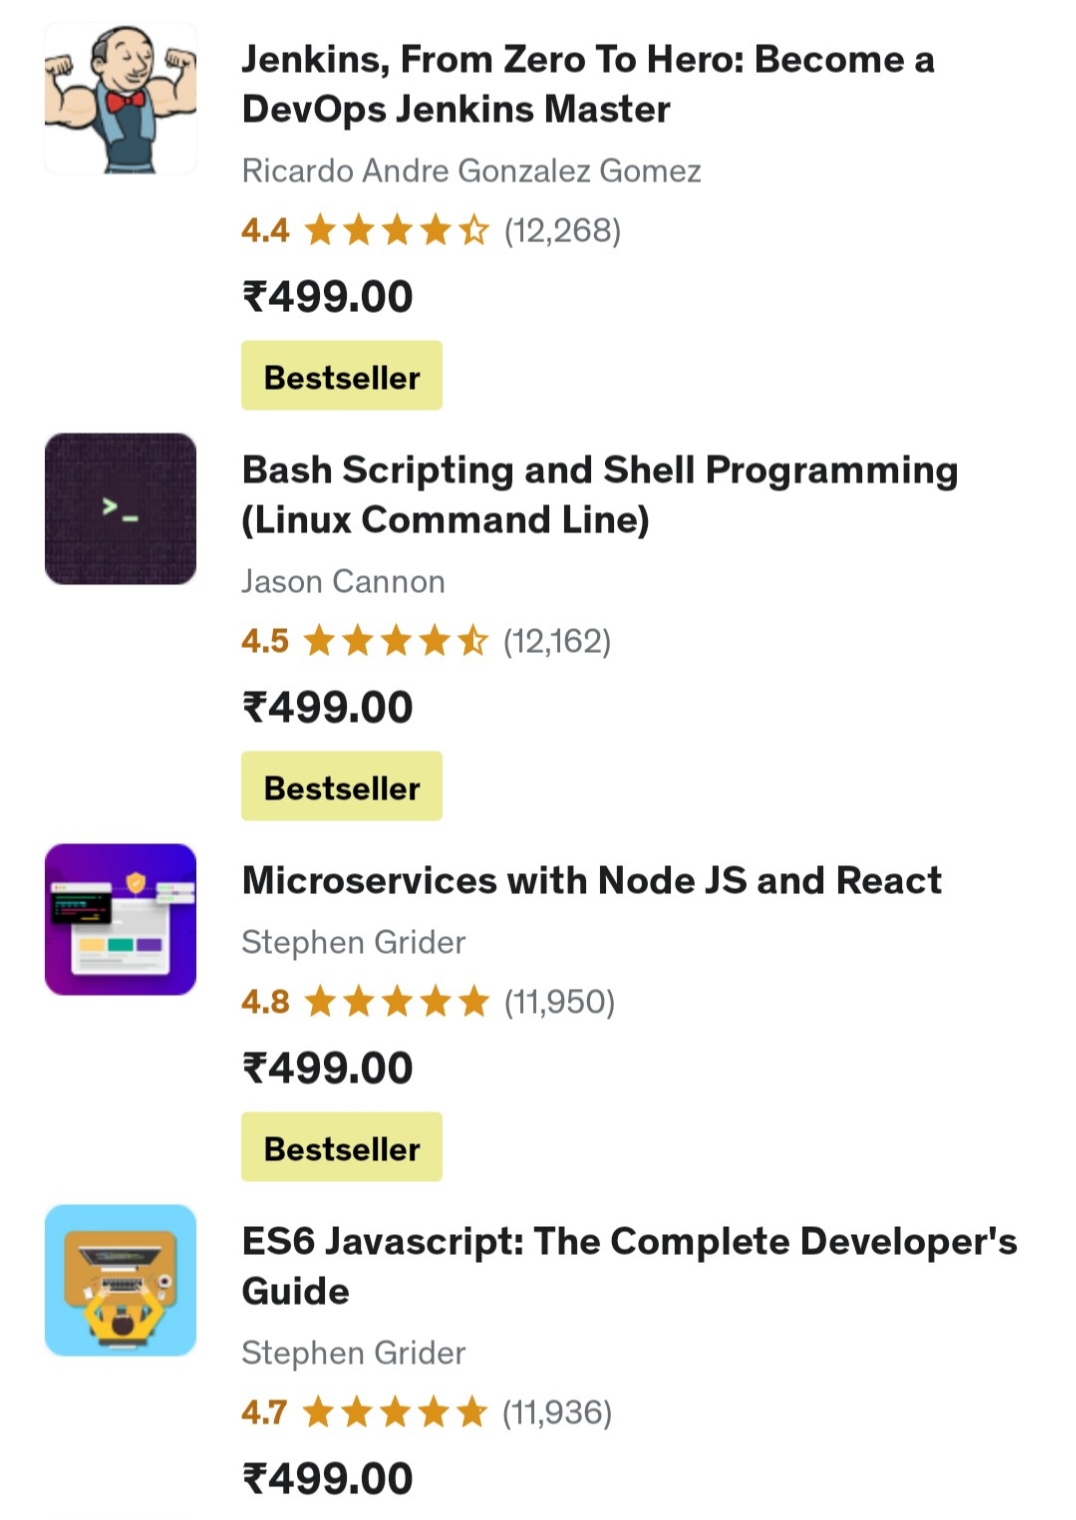 Jenkins, From Zero To Hero: Become a
DevOps Jenkins Master
Ricardo Andre Gonzalez Gomez
4.4 (12,268)
₹499.00
Bestseller
>_
Bash Scripting and Shell Programming
(Linux Command Line)
Jason Cannon
4.5 (12,162)
₹499.00
Bestseller
Microservices with Node JS and React
Stephen Grider
4.8 (11,950)
₹499.00
Bestseller
ES6 Javascript: The Complete Developer's
Guide
Stephen Grider
4.7 (11,936)
₹499.00